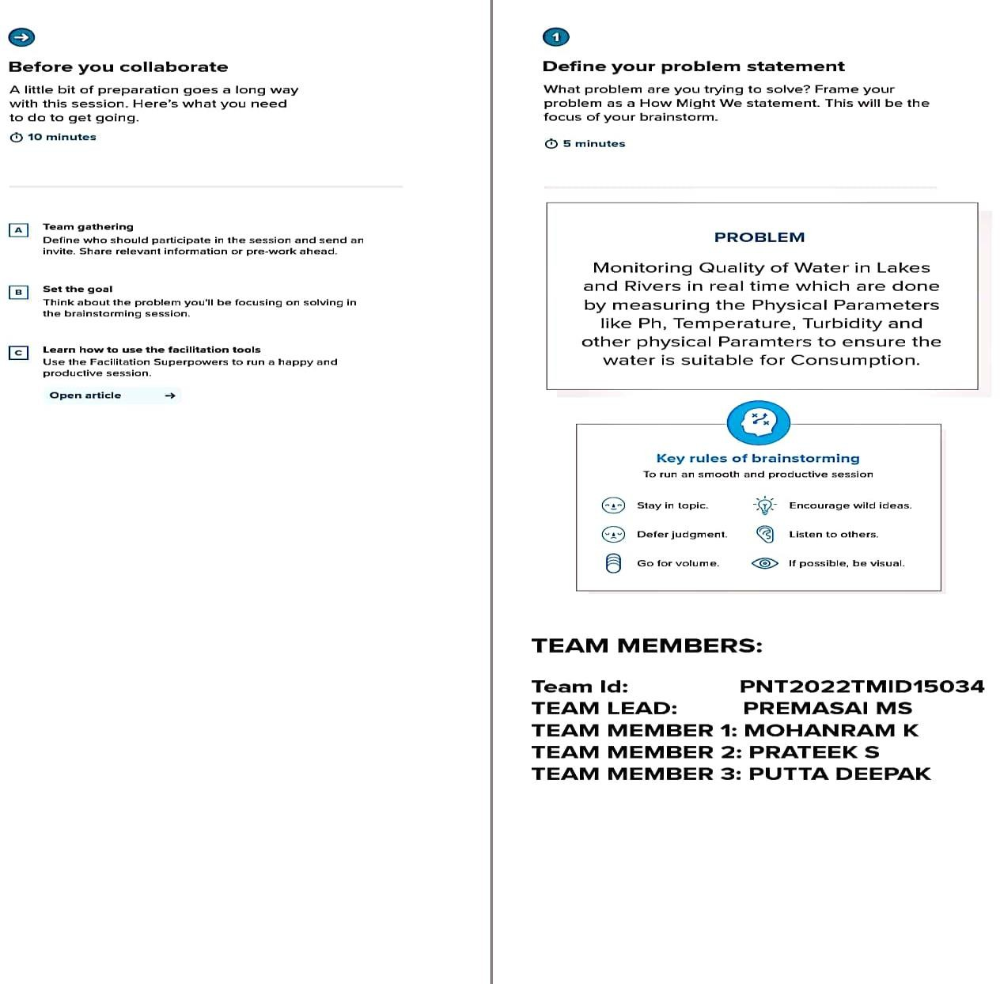 Before you collaborate
A little bit of preparation goes a long way
with this session. Here's what you need
to do to get going.
10 minutes
A
Team gathering
Define who should participate in the session and send an
invite. Share relevant information or pre-work ahead.
B
Set the goal
Think about the problem you'll be focusing on solving in
the brainstorming session.
C
Learn how to use the facilitation tools
Use the Facilitation Superpowers to run a happy and
productive session.
Open article
1
Define your problem statement
What problem are you trying to solve? Frame your
problem as a How Might We statement. This will be the
focus of your brainstorm.
5 minutes
PROBLEM
Monitoring Quality of Water in Lakes
and Rivers in real time which are done
by measuring the Physical Parameters
like Ph, Temperature, Turbidity and
other physical Paramters to ensure the
water is suitable for Consumption.
Key rules of brainstorming
To run an smooth and productive session
Stay in topic. Encourage wild ideas.
Defer judgment. Listen to others.
Go for volume. If possible, be visual.
TEAM MEMBERS:
Team Id: PNT2022TMID15034
TEAM LEAD: PREMASAI MS
TEAM MEMBER 1: MOHANRAM K
TEAM MEMBER 2: PRATEEK S
TEAM MEMBER 3: PUTTA DEEPAK